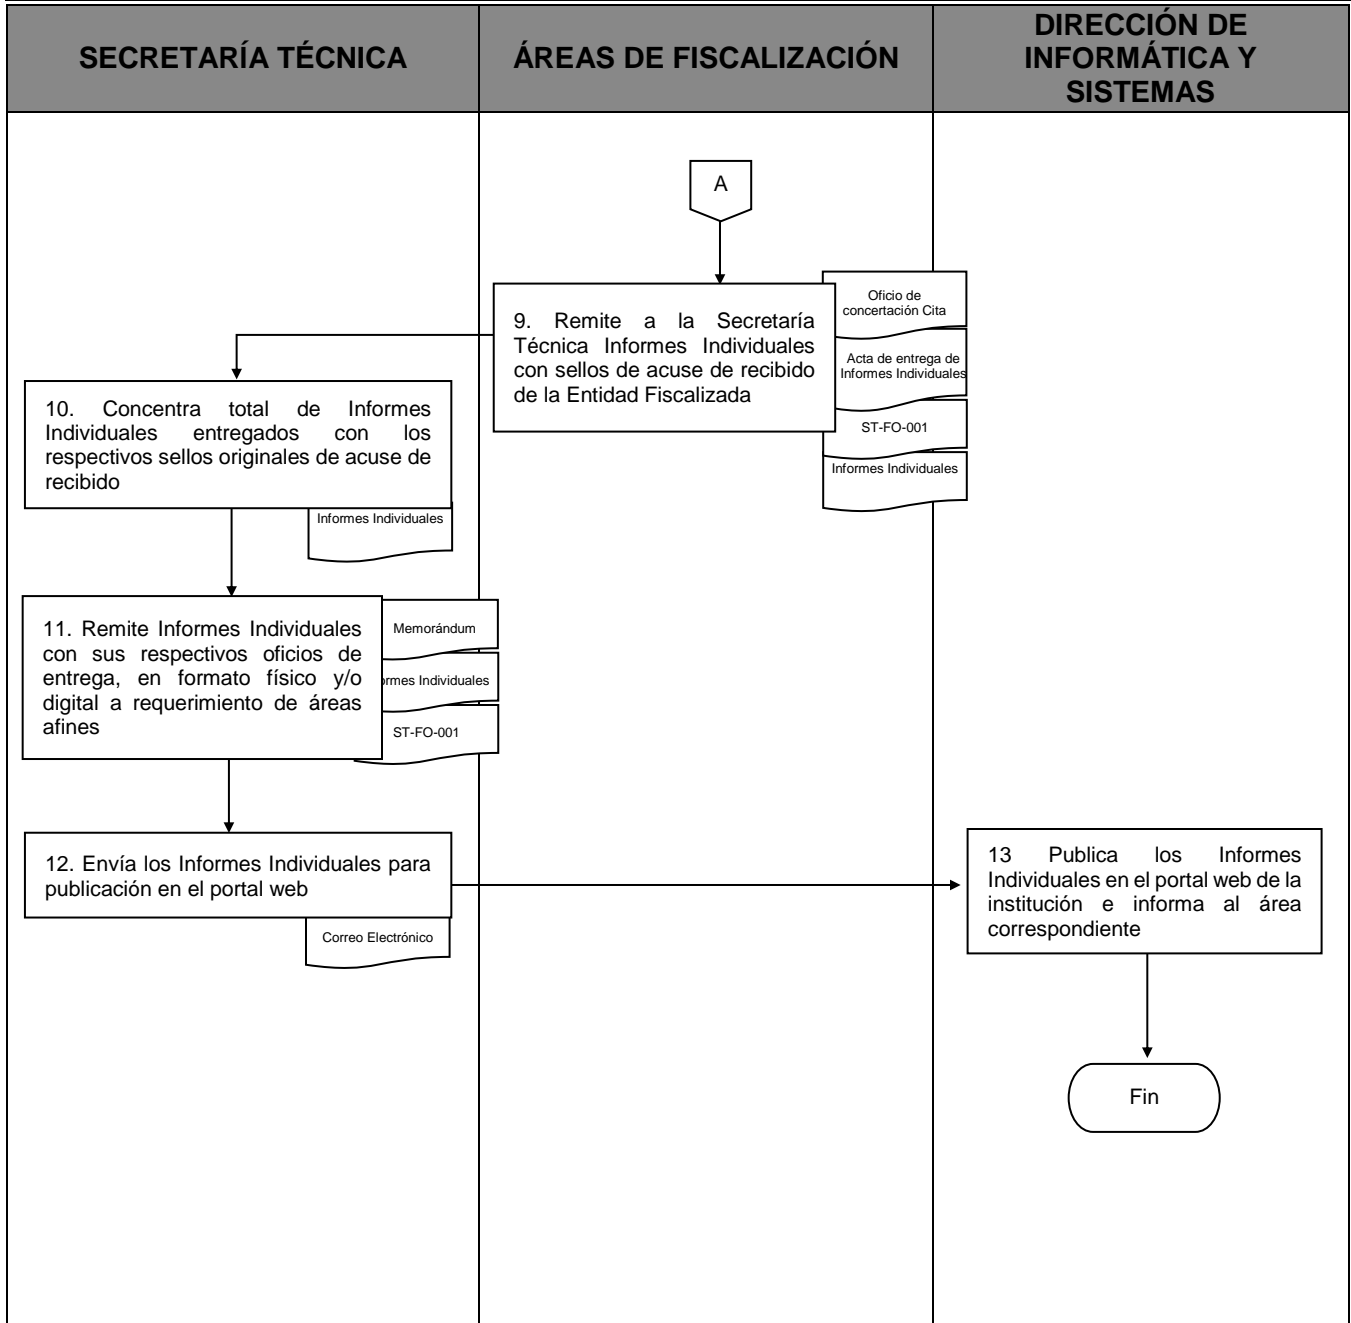 SECRETARÍA TÉCNICA
ÁREAS DE FISCALIZACIÓN
DIRECCIÓN DE
INFORMÁTICA Y
SISTEMAS
A
9. Remite a la Secretaría
Técnica Informes Individuales
con sellos de acuse de recibido
de la Entidad Fiscalizada
Oficio de
concertación Cita
Acta de entrega de
Informes Individuales
ST-FO-001
Informes Individuales
10. Concentra total de Informes
Individuales entregados con los
respectivos sellos originales de acuse de
recibido
Informes Individuales
11. Remite Informes Individuales
con sus respectivos oficios de
entrega, en formato físico y/o
digital a requerimiento de áreas
afines
Memorándum
ormes Individuales
ST-FO-001
12. Envía los Informes Individuales para
publicación en el portal web
Correo Electrónico
13 Publica los Informes
Individuales en el portal web de la
institución e informa al área
correspondiente
Fin